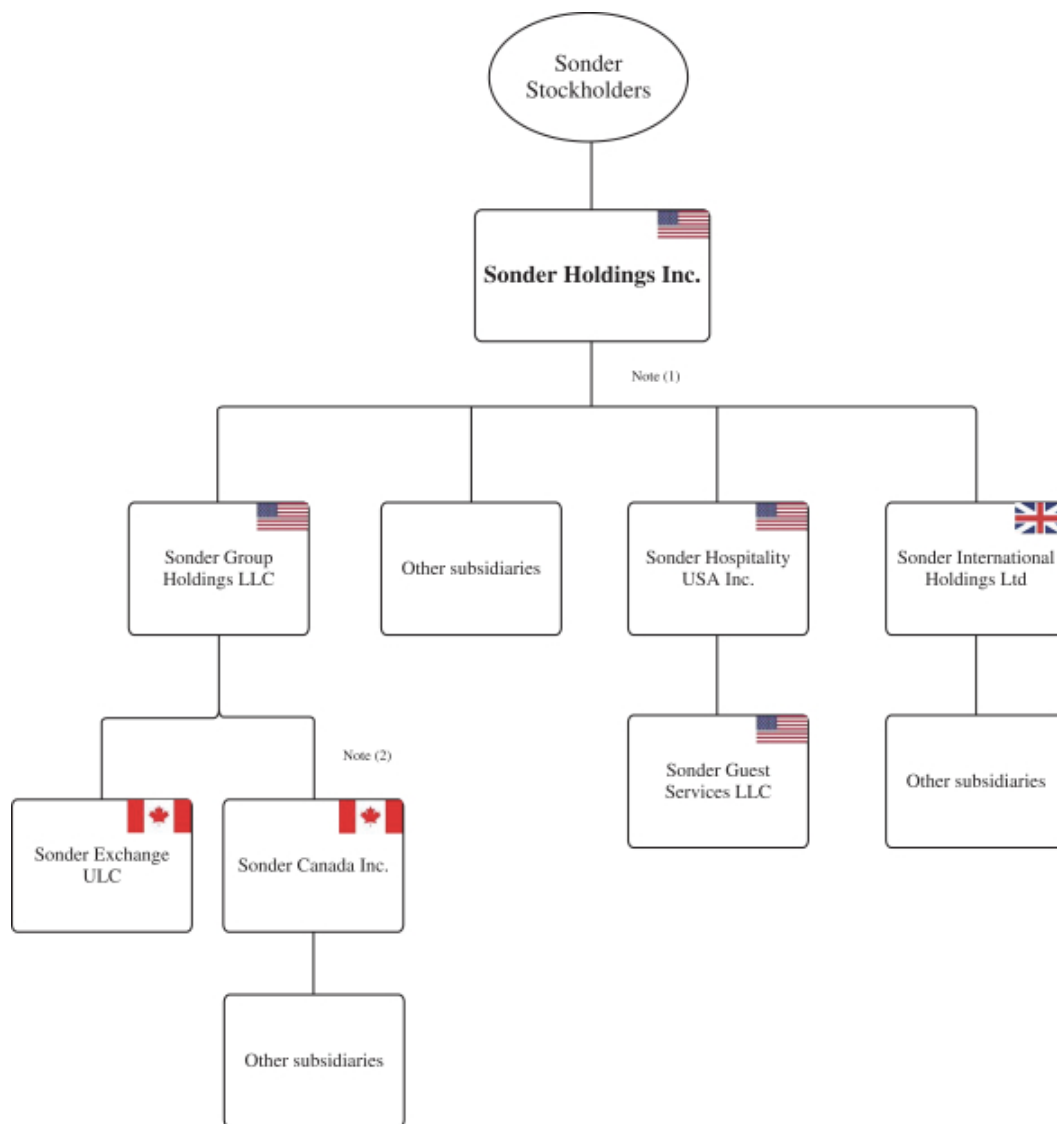 Sonder
Stockholders
Sonder Holdings Inc.
Note (1)
Sonder Group
Holdings LLC
Other subsidiaries
Sonder Hospitality
USA Inc.
Sonder International
Holdings Ltd
Note (2)
Sonder Guest
Services LLC
Other subsidiaries
Sonder Exchange
ULC
Sonder Canada Inc.
Other subsidiaries